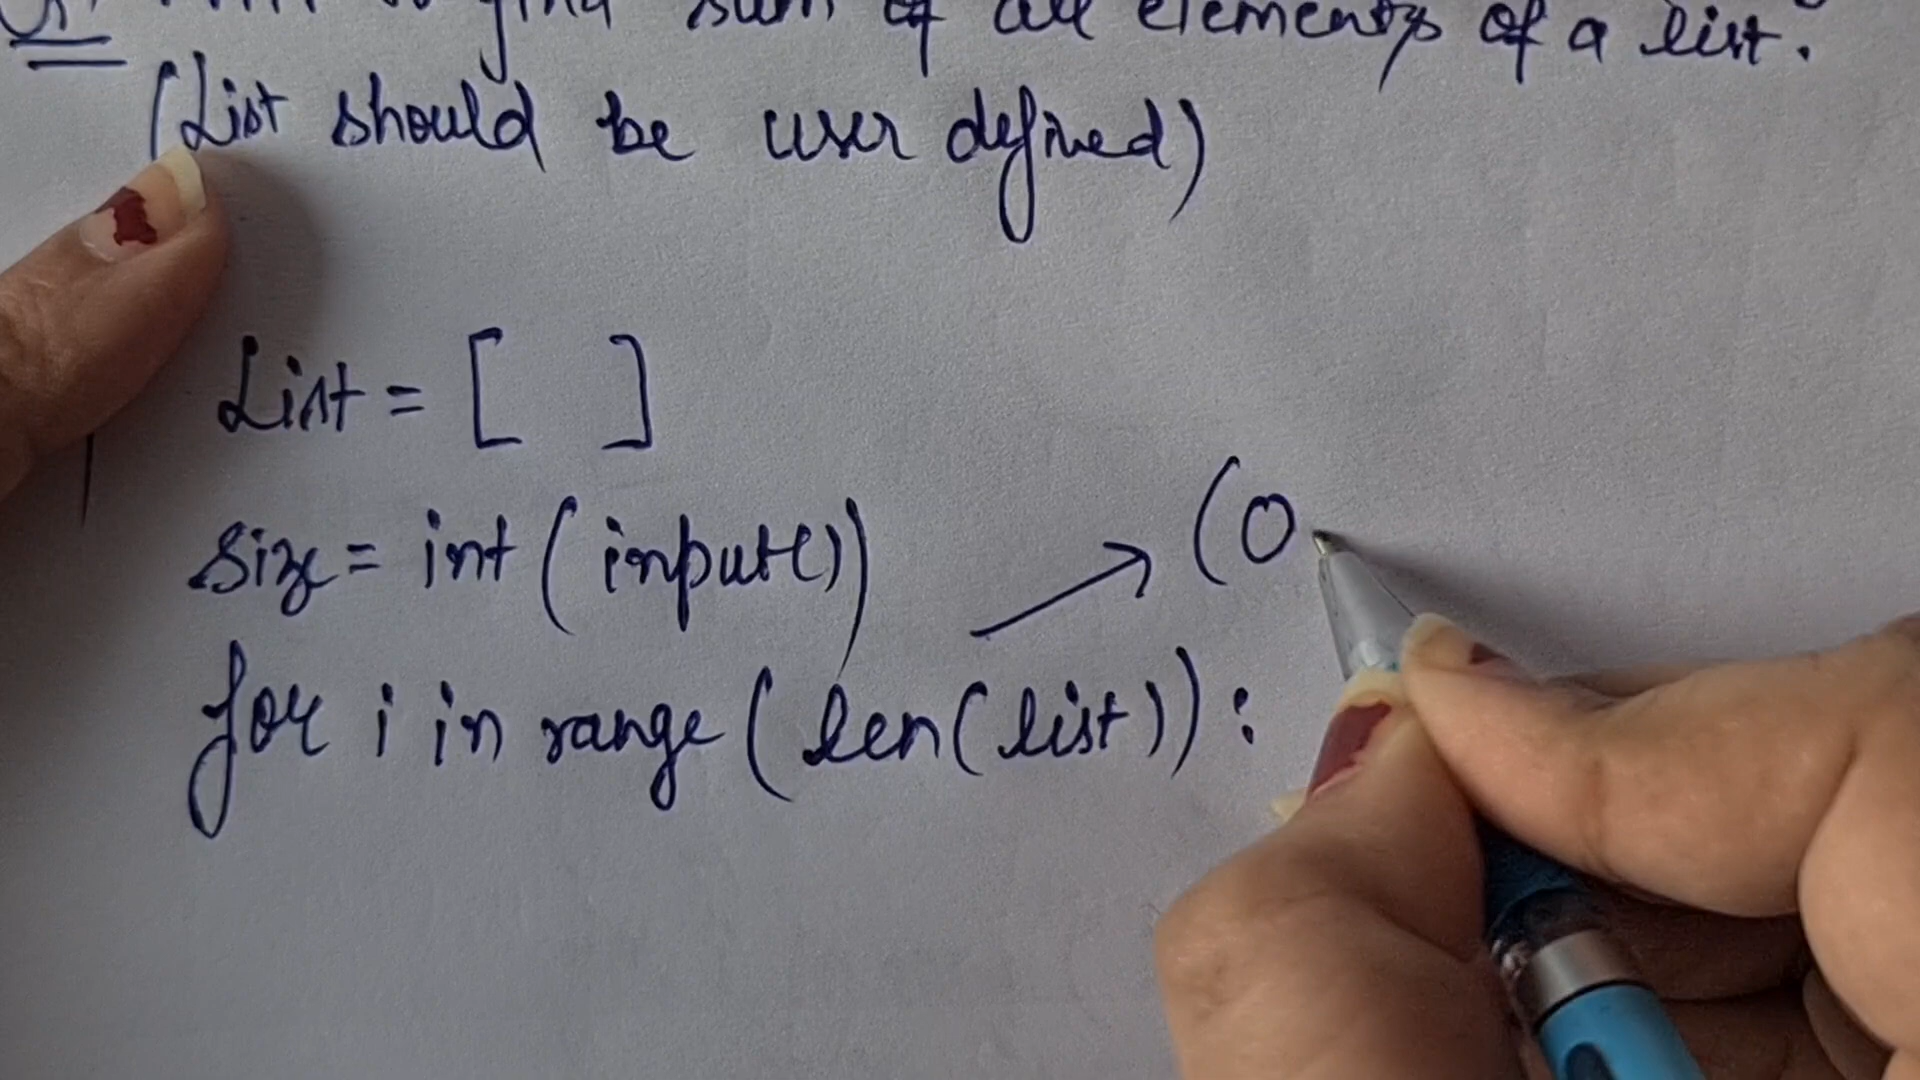 sum of all elements of a list.
(List should be user defined)
List = [ ]
size = int (input())
(0
for i in range (len(list)):